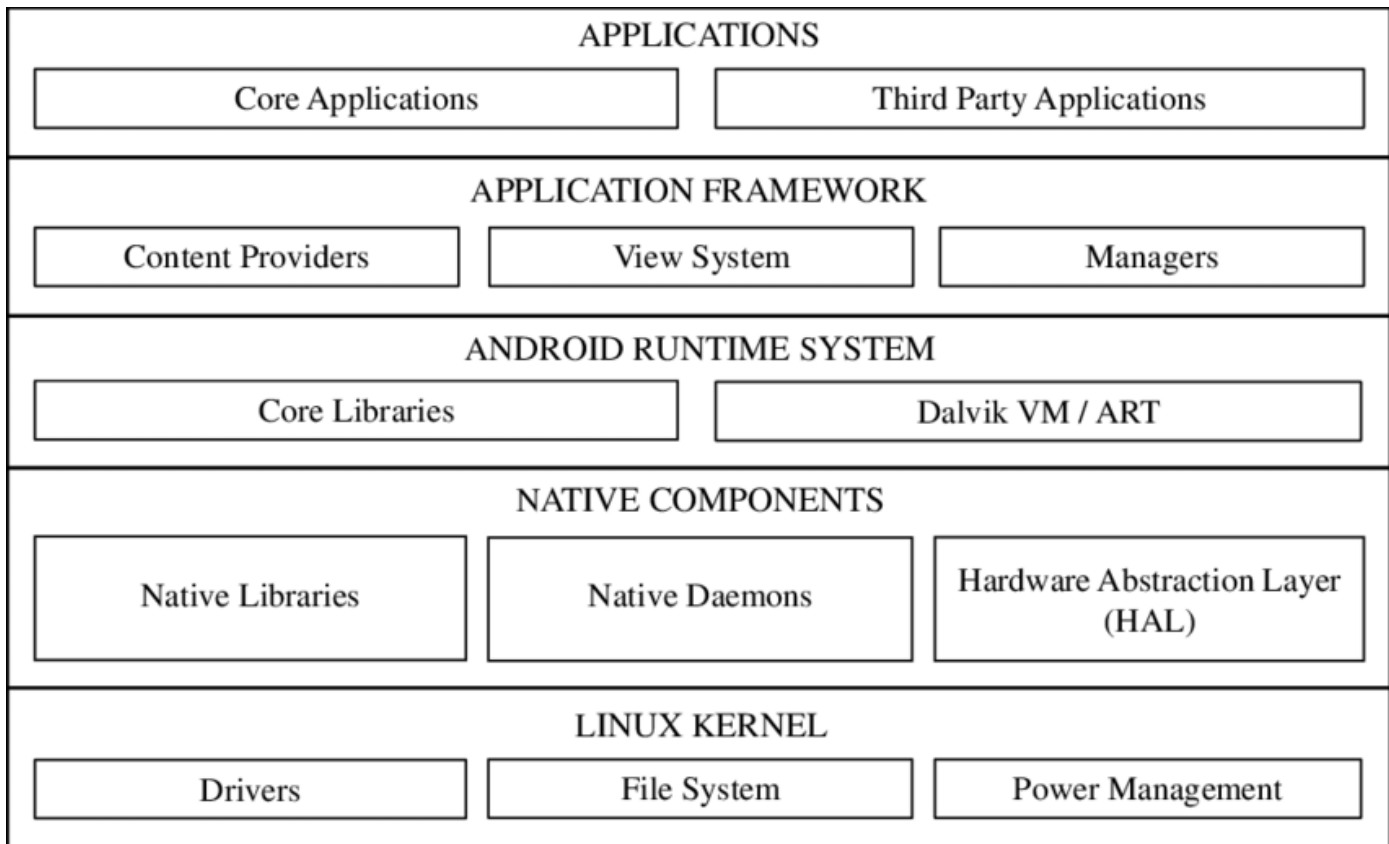 APPLICATIONS
Core Applications
Third Party Applications
APPLICATION FRAMEWORK
Content Providers
View System
Managers
ANDROID RUNTIME SYSTEM
Core Libraries
Dalvik VM / ART
NATIVE COMPONENTS
Native Libraries
Native Daemons
Hardware Abstraction Layer
(HAL)
LINUX KERNEL
Drivers
File System
Power Management